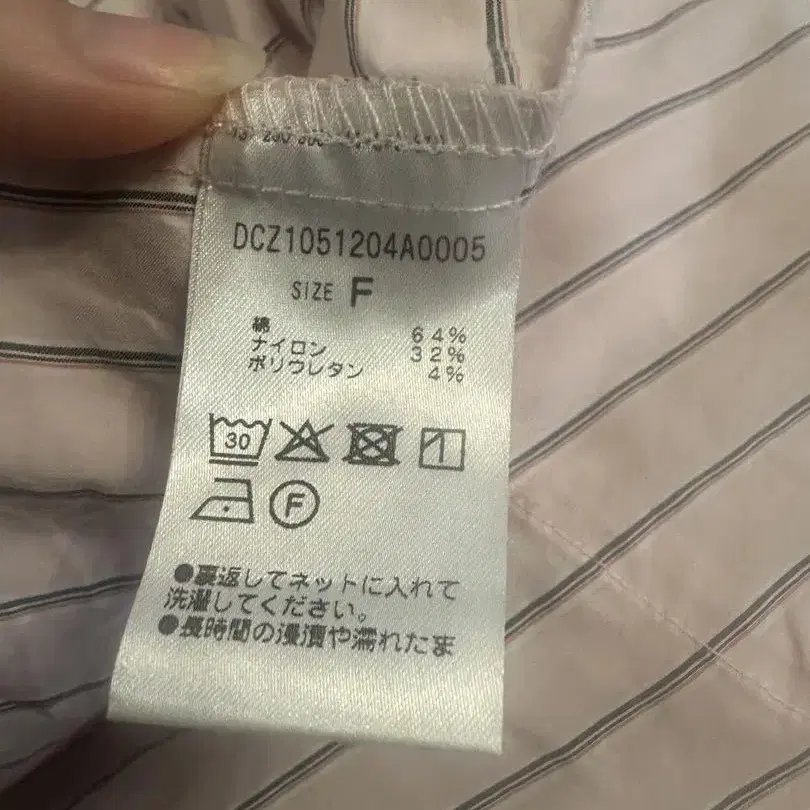 DCZ1051204A0005
SIZE F
綿 64%
ナイロン 32%
ポリウレタン 4%
30
F
●裏返してネットに入れて
洗濯してください。
●長時間の浸漬や濡れたま